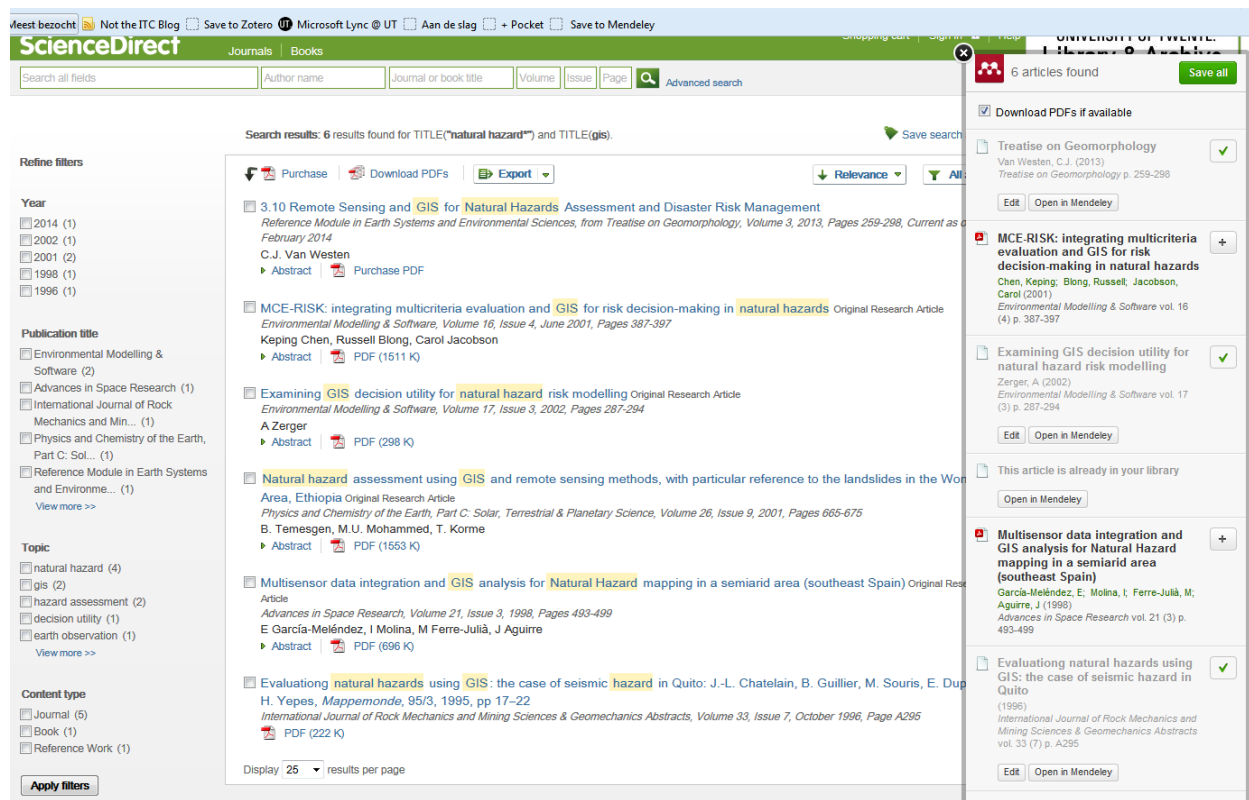 Meest bezocht Not the ITC Blog Save to Zotero Microsoft Lync @ UT Aan de slag + Pocket Save to Mendeley
ScienceDirect Journals Books Shopping cart Sign in Help UNIVERSITY OF TWENTE.
Library & Archive
Search all fields Author name Journal or book title Volume Issue Page Advanced search
Search results: 6 results found for TITLE("natural hazard*") and TITLE(gis). Save search
Refine filters
Year
2014 (1)
2002 (1)
2001 (2)
1998 (1)
1996 (1)
Publication title
Environmental Modelling &
Software (2)
Advances in Space Research (1)
International Journal of Rock
Mechanics and Min... (1)
Physics and Chemistry of the Earth,
Part C: Sol... (1)
Reference Module in Earth Systems
and Environme... (1)
View more >>
Topic
natural hazard (4)
gis (2)
hazard assessment (2)
decision utility (1)
earth observation (1)
View more >>
Content type
Journal (5)
Book (1)
Reference Work (1)
Apply filters
Purchase Download PDFs Export Relevance All
3.10 Remote Sensing and GIS for Natural Hazards Assessment and Disaster Risk Management
Reference Module in Earth Systems and Environmental Sciences, from Treatise on Geomorphology, Volume 3, 2013, Pages 259-298, Current as o
February 2014
C.J. Van Westen
Abstract Purchase PDF
MCE-RISK: integrating multicriteria evaluation and GIS for risk decision-making in natural hazards Original Research Article
Environmental Modelling & Software, Volume 16, Issue 4, June 2001, Pages 387-397
Keping Chen, Russell Blong, Carol Jacobson
Abstract PDF (1511 K)
Examining GIS decision utility for natural hazard risk modelling Original Research Article
Environmental Modelling & Software, Volume 17, Issue 3, 2002, Pages 287-294
A Zerger
Abstract PDF (298 K)
Natural hazard assessment using GIS and remote sensing methods, with particular reference to the landslides in the Won
Area, Ethiopia Original Research Article
Physics and Chemistry of the Earth, Part C: Solar, Terrestrial & Planetary Science, Volume 26, Issue 9, 2001, Pages 665-675
B. Temesgen, M.U. Mohammed, T. Korme
Abstract PDF (1553 K)
Multisensor data integration and GIS analysis for Natural Hazard mapping in a semiarid area (southeast Spain) Original Rese
Article
Advances in Space Research, Volume 21, Issue 3, 1998, Pages 493-499
E García-Meléndez, I Molina, M Ferre-Julià, J Aguirre
Abstract PDF (696 K)
Evaluationg natural hazards using GIS: the case of seismic hazard in Quito: J.-L. Chatelain, B. Guillier, M. Souris, E. Dup
H. Yepes, Mappemonde, 95/3, 1995, pp 17–22
International Journal of Rock Mechanics and Mining Sciences & Geomechanics Abstracts, Volume 33, Issue 7, October 1996, Page A295
PDF (222 K)
Display 25 results per page
6 articles found Save all
Download PDFs if available
Treatise on Geomorphology
Van Westen, C.J. (2013)
Treatise on Geomorphology p. 259-298
Edit Open in Mendeley
MCE-RISK: integrating multicriteria
evaluation and GIS for risk
decision-making in natural hazards
Chen, Keping; Blong, Russell; Jacobson,
Carol (2001)
Environmental Modelling & Software vol. 16
(4) p. 387-397
Examining GIS decision utility for
natural hazard risk modelling
Zerger, A (2002)
Environmental Modelling & Software vol. 17
(3) p. 287-294
Edit Open in Mendeley
This article is already in your library
Open in Mendeley
Multisensor data integration and
GIS analysis for Natural Hazard
mapping in a semiarid area
(southeast Spain)
García-Meléndez, E; Molina, I; Ferre-Julià, M;
Aguirre, J (1998)
Advances in Space Research vol. 21 (3) p.
493-499
Evaluationg natural hazards using
GIS: the case of seismic hazard in
Quito
(1996)
International Journal of Rock Mechanics and
Mining Sciences & Geomechanics Abstracts
vol. 33 (7) p. A295
Edit Open in Mendeley